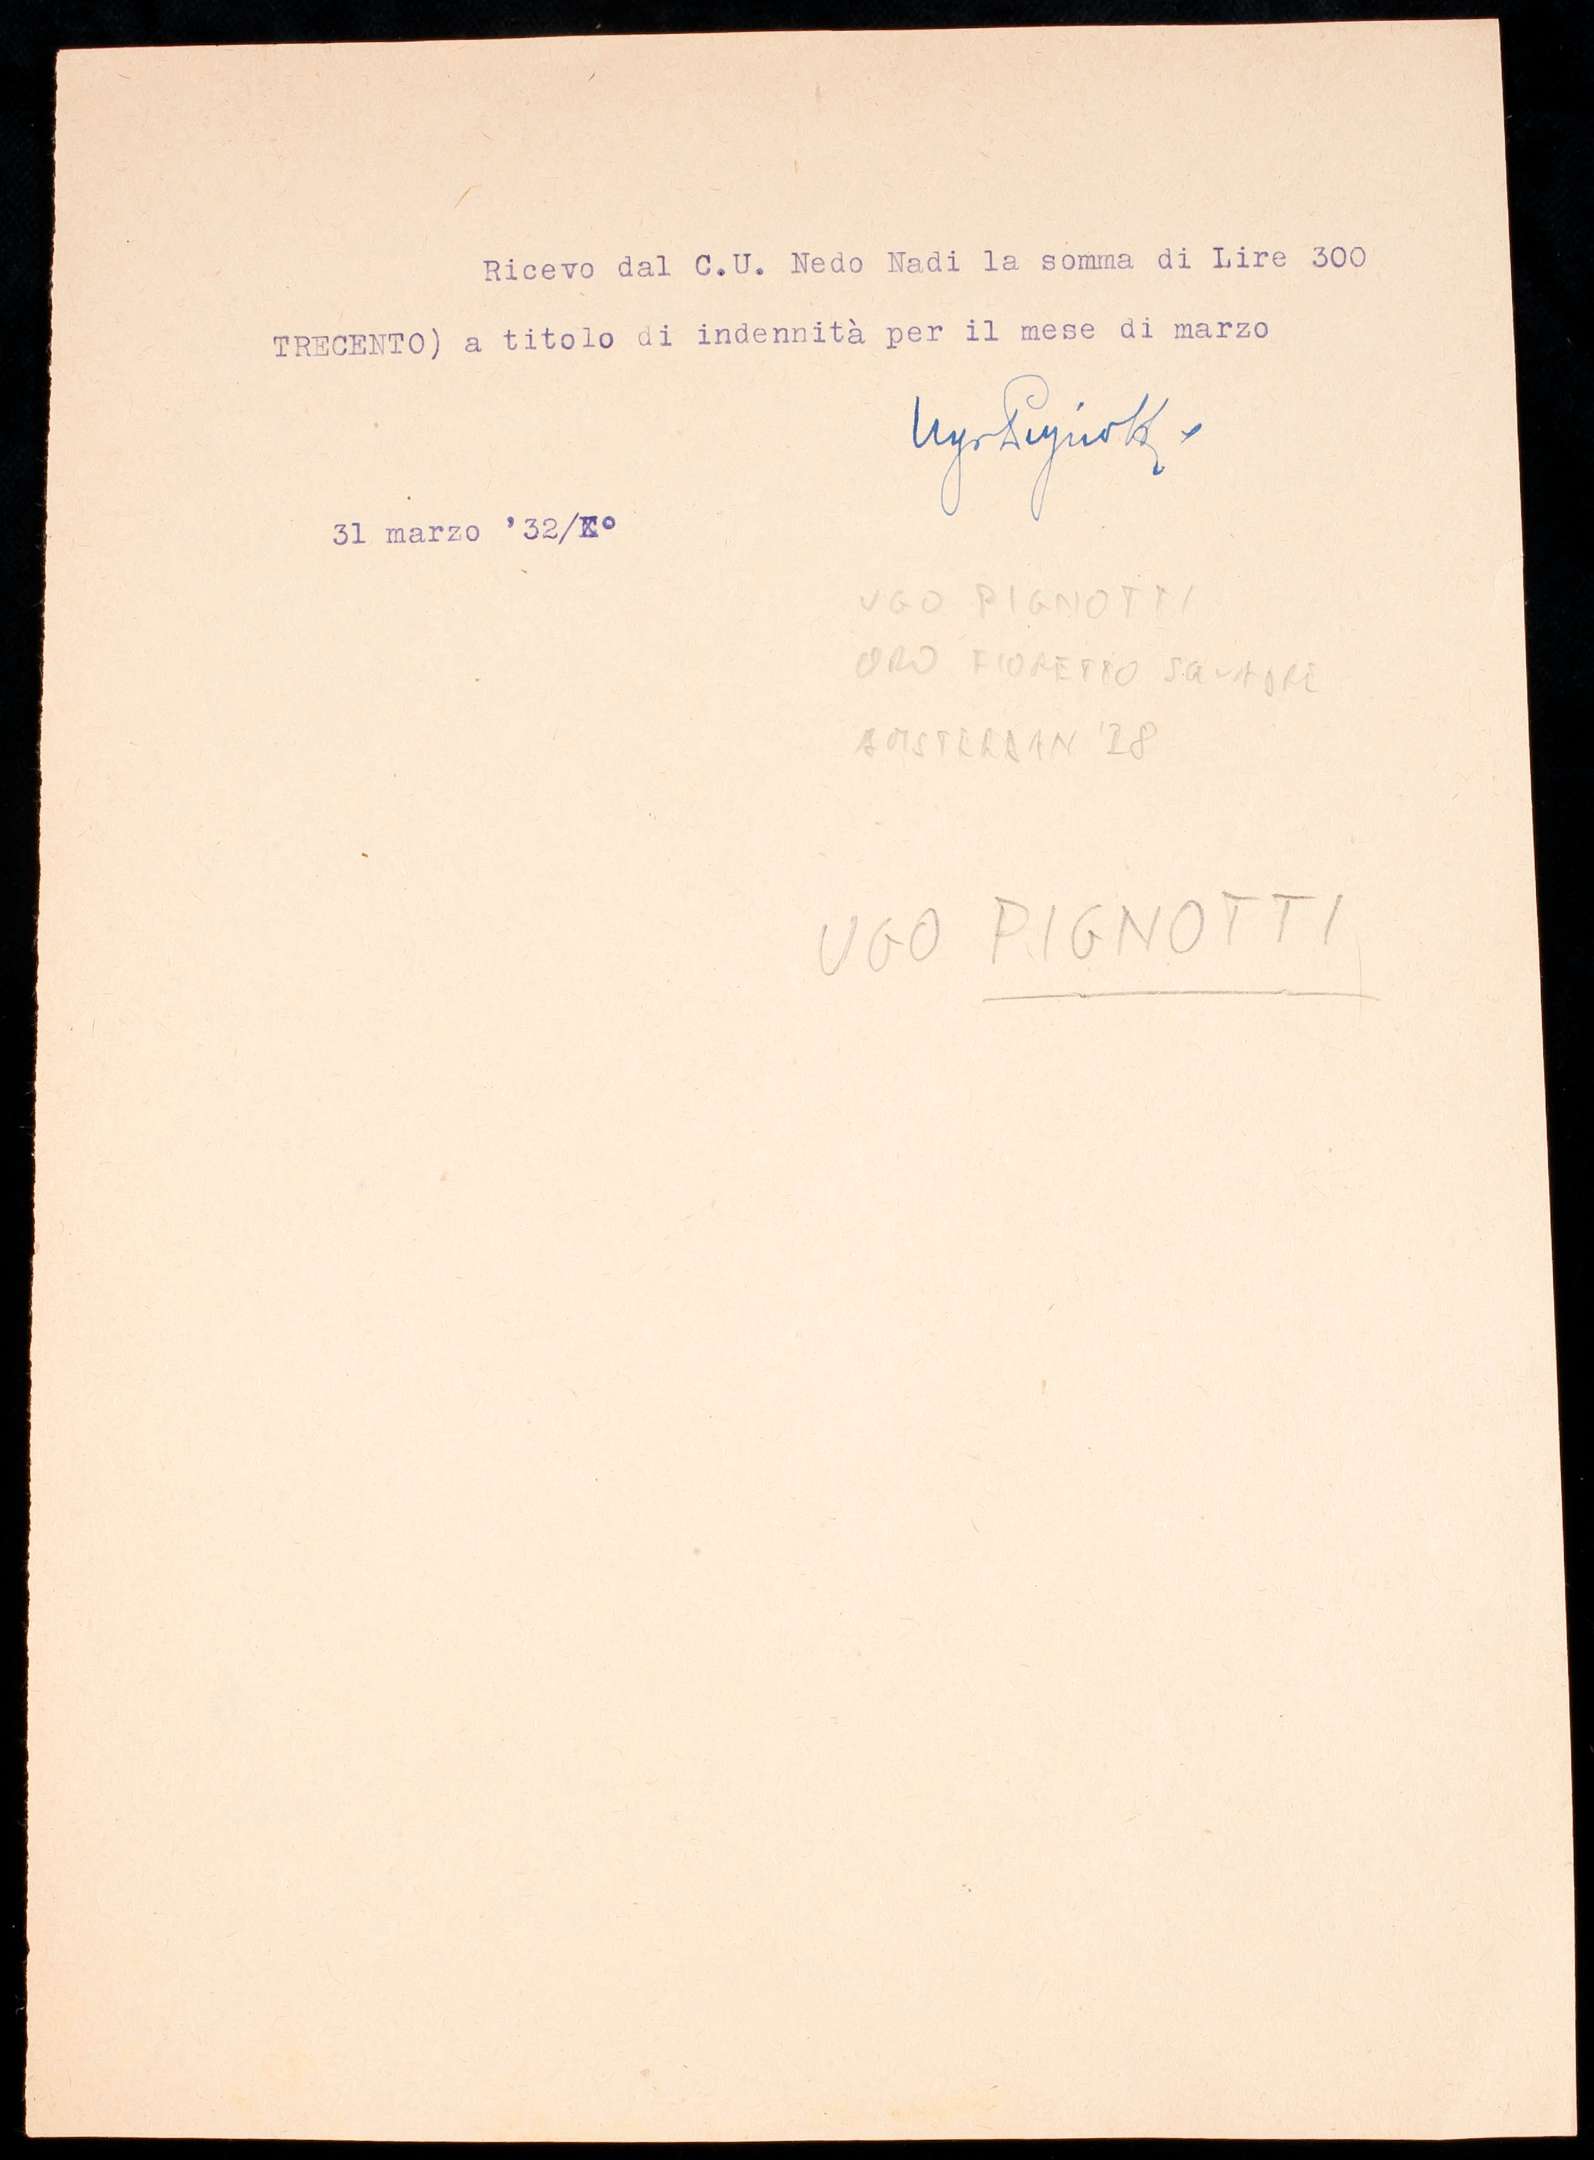 Ricevo dal C.U. Nedo Nadi la somma di Lire 300
TRECENTO) a titolo di indennità per il mese di marzo
Ugo Pignotti
31 marzo '32/X°
UGO PIGNOTTI
ORO FIORETTO SQUADRE
AMSTERDAM '28
UGO PIGNOTTI